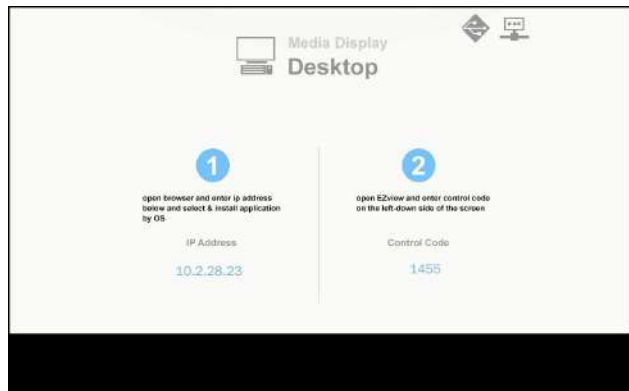 Media Display
Desktop
1
open browser and enter ip address
below and select & install application
by OS
IP Address
10.2.28.23
2
open EZview and enter control code
on the left-down side of the screen
Control Code
1455